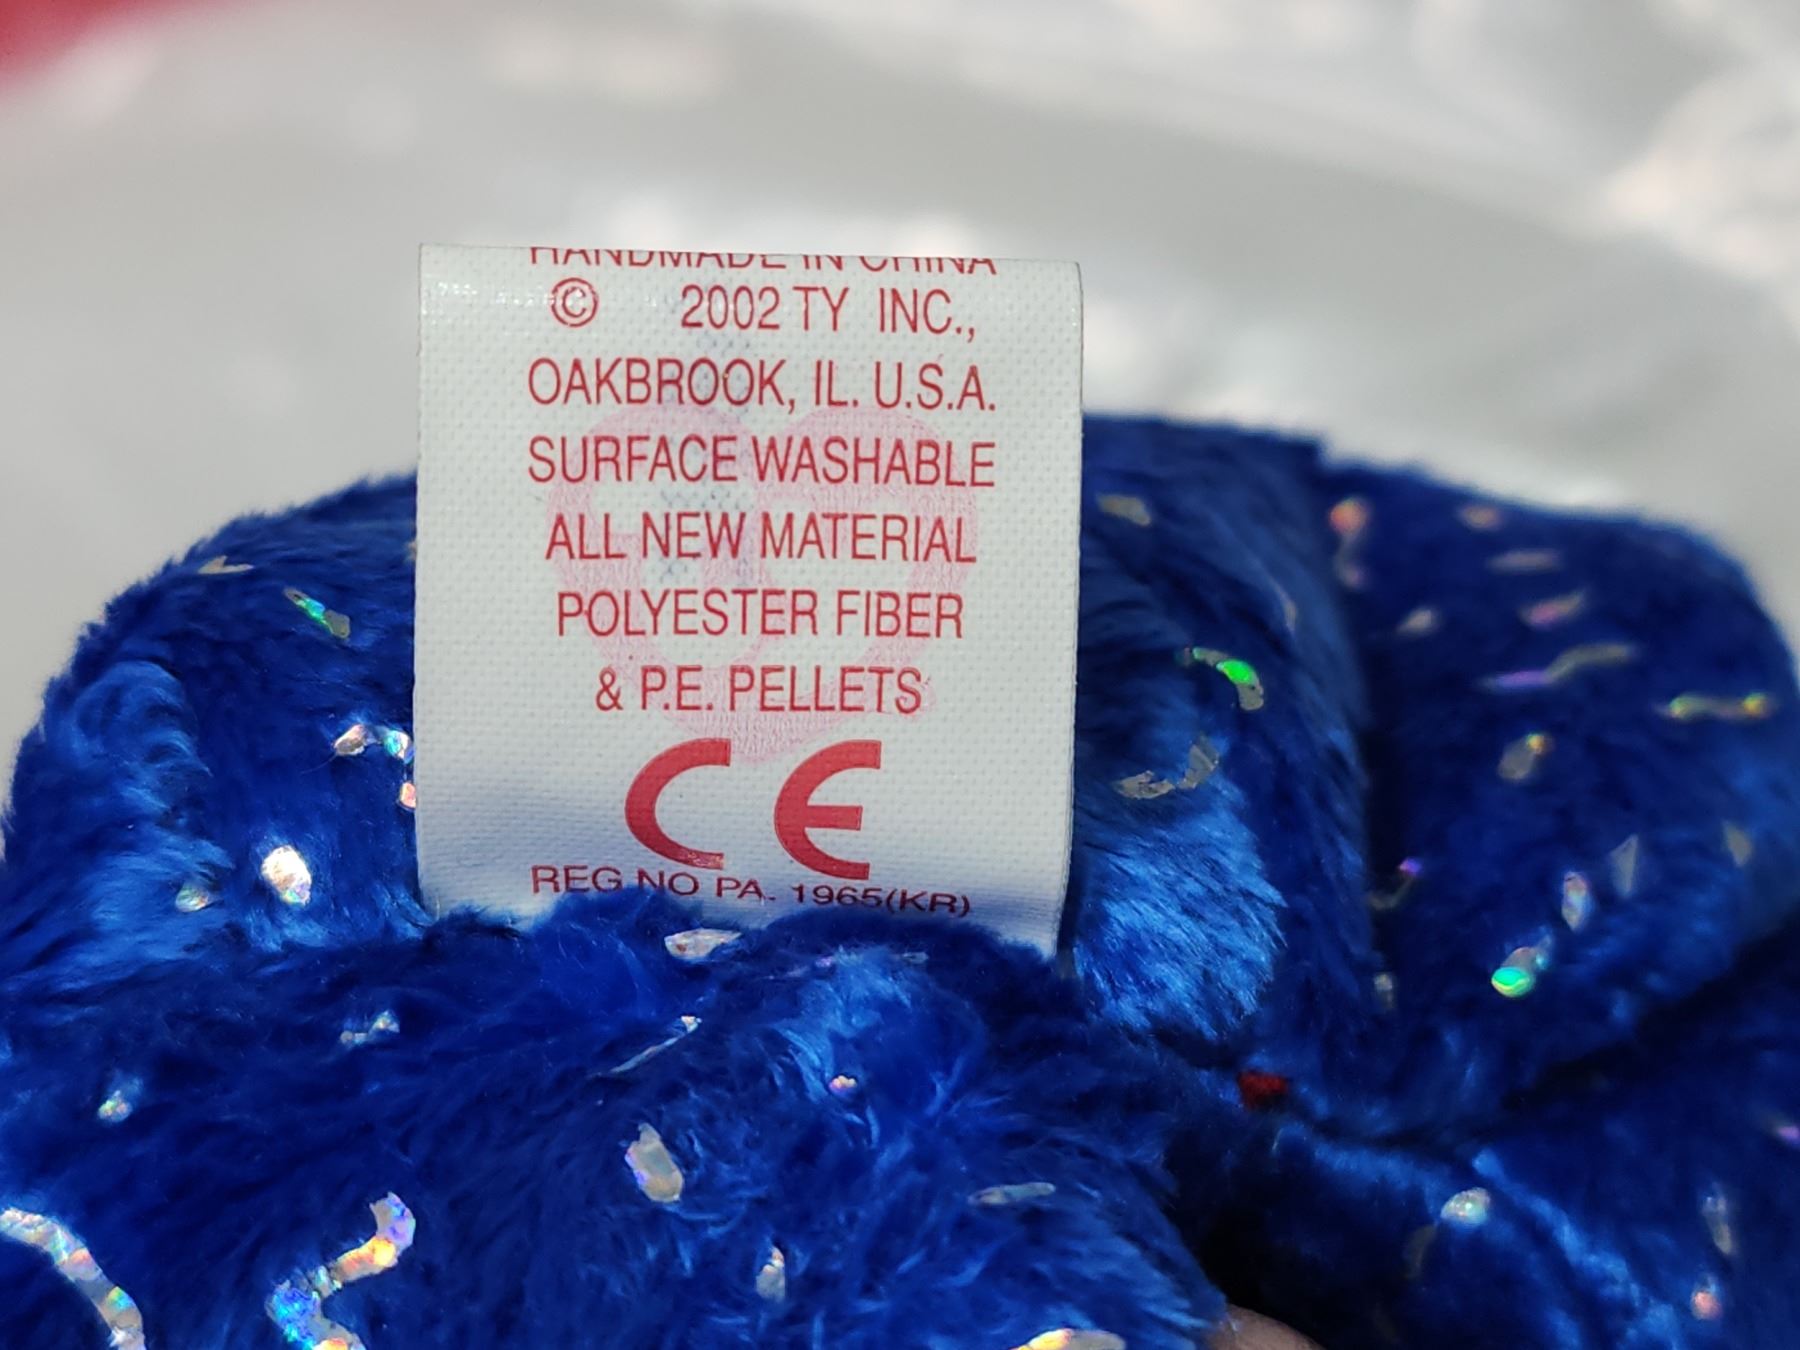 HANDMADE IN CHINA
© 2002 TY INC.,
OAKBROOK, IL. U.S.A.
SURFACE WASHABLE
ALL NEW MATERIAL
POLYESTER FIBER
& P.E. PELLETS
CE
REG NO PA. 1965(KR)